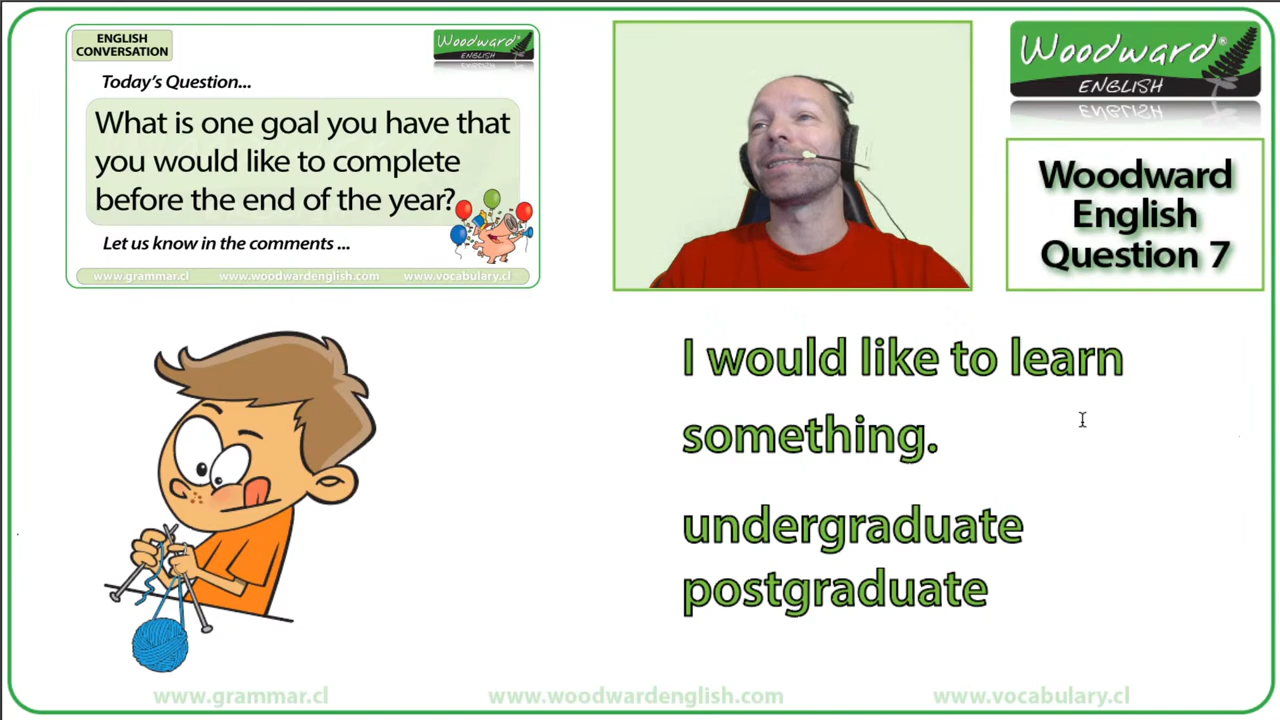 ENGLISH
CONVERSATION
Woodward
ENGLISH
Today's Question...
What is one goal you have that
you would like to complete
before the end of the year?
Let us know in the comments ...
www.grammar.cl www.woodwardenglish.com www.vocabulary.cl
Woodward®
ENGLISH
Woodward
English
Question 7
I would like to learn
something.
undergraduate
postgraduate
www.grammar.cl www.woodwardenglish.com www.vocabulary.cl